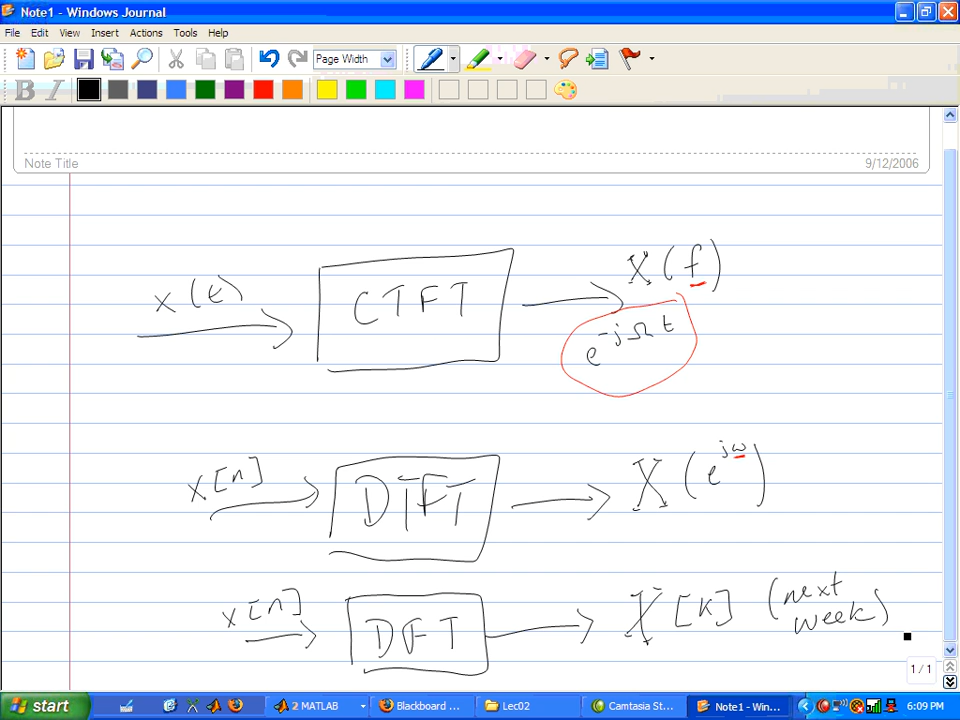 Note1 - Windows Journal
File Edit View Insert Actions Tools Help
Page Width
B I
Note Title
9/12/2006
x(t)
CTFT
X(f)
e^{-jΩt}
x[n]
DTFT
X(e^{jω})
x[n]
DFT
X[k]
(next
week)
1 / 1
start
2 MATLAB
Blackboard ...
Lec02
Camtasia St...
Note1 - Win...
6:09 PM